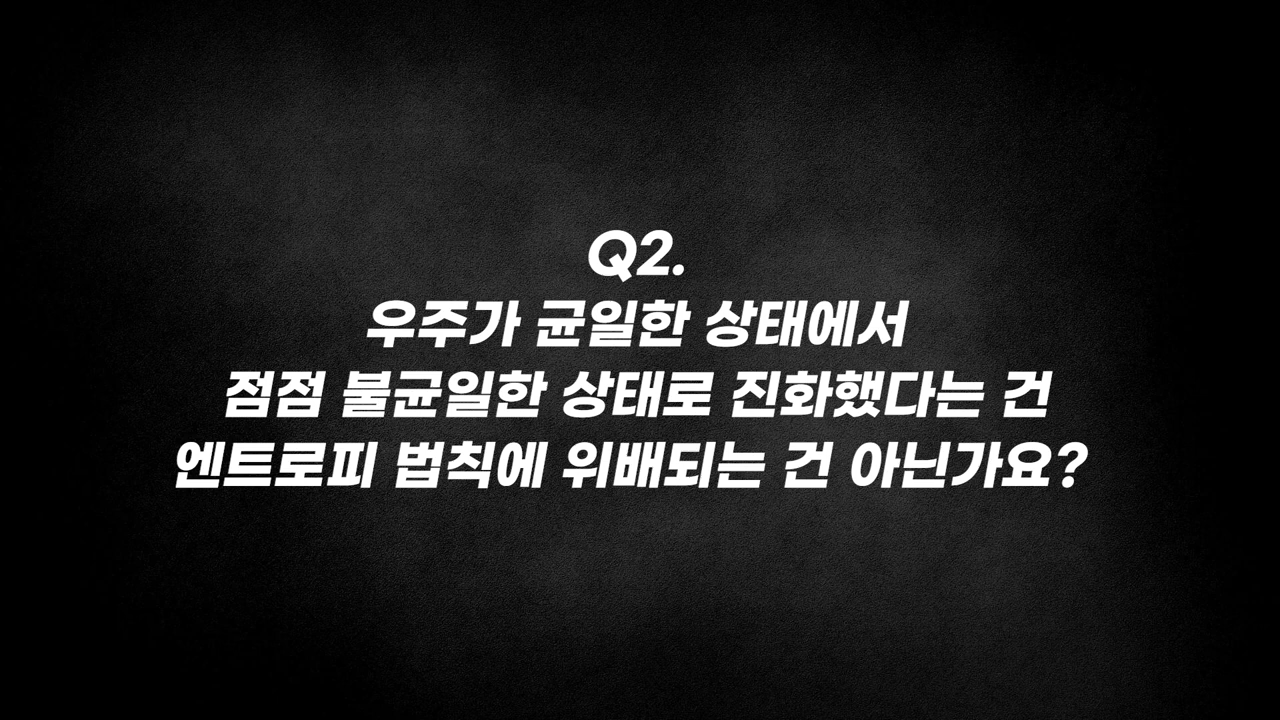 Q2.
우주가 균일한 상태에서
점점 불균일한 상태로 진화했다는 건
엔트로피 법칙에 위배되는 건 아닌가요?